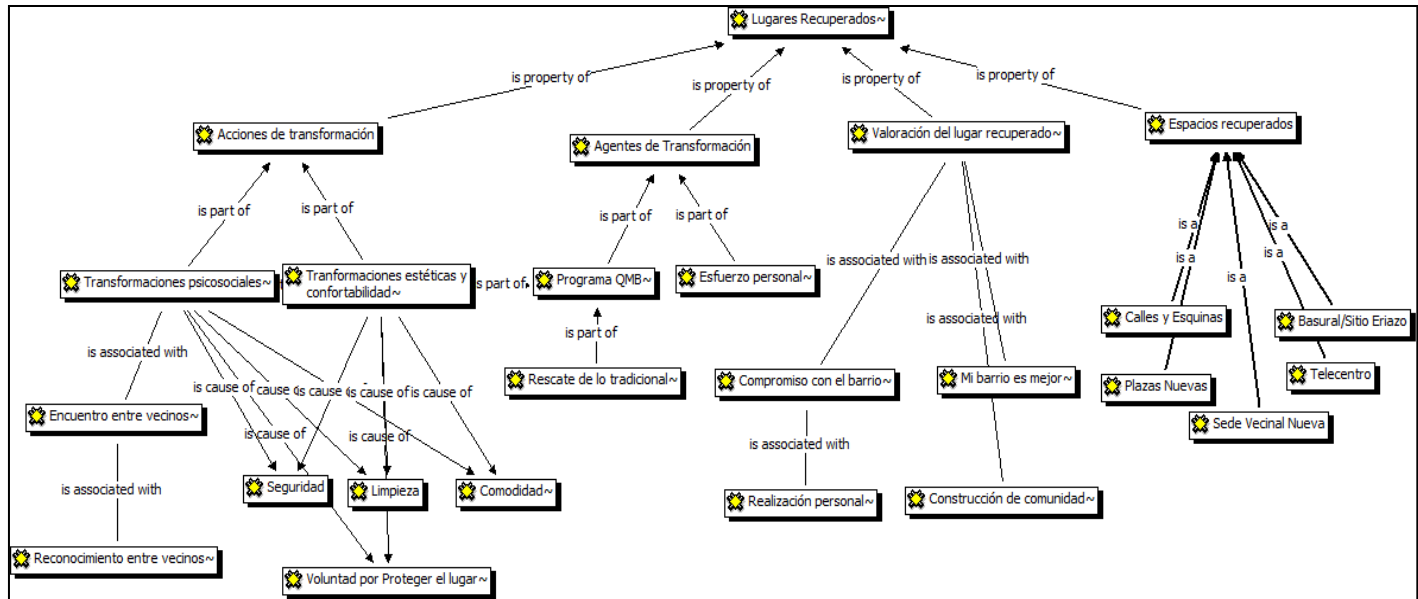 Lugares Recuperados~
is property of
is property of
is property of
is property of
Acciones de transformación
Agentes de Transformación
Valoración del lugar recuperado~
Espacios recuperados
is part of
is part of
is part of
is part of
is a
is a
is a
is a
is a
Transformaciones psicosociales~
Tranformaciones estéticas y
confortabilidad~
is part of
Programa QMB~
Esfuerzo personal~
is associated with
is associated with
is associated with
Calles y Esquinas
Basural/Sitio Eriazo
is associated with
is part of
Rescate de lo tradicional~
Compromiso con el barrio~
Mi barrio es mejor~
Plazas Nuevas
Telecentro
is cause of
is cause of
is cause of
is cause of
Encuentro entre vecinos~
is cause of
is cause of
is associated with
Sede Vecinal Nueva
is associated with
Seguridad
Limpieza
Comodidad~
Realización personal~
Construcción de comunidad~
Reconocimiento entre vecinos~
Voluntad por Proteger el lugar~